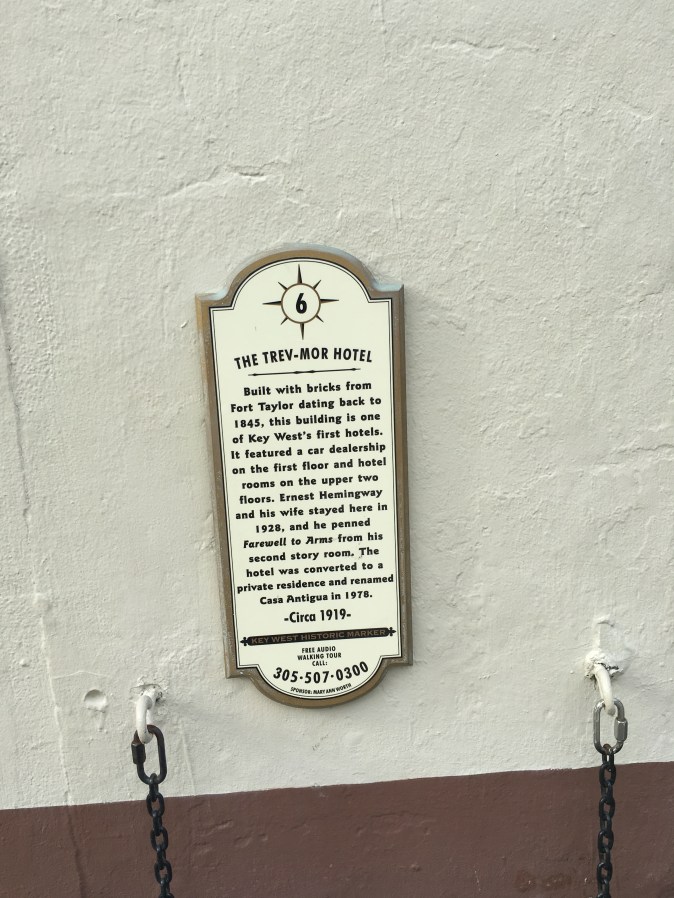 6
THE TREV-MOR HOTEL
Built with bricks from
Fort Taylor dating back to
1845, this building is one
of Key West's first hotels.
It featured a car dealership
on the first floor and hotel
rooms on the upper two
floors. Ernest Hemingway
and his wife stayed here in
1928, and he penned
Farewell to Arms from his
second story room. The
hotel was converted to a
private residence and renamed
Casa Antigua in 1978.
-Circa 1919-
KEY WEST HISTORIC MARKER
FREE AUDIO
WALKING TOUR
CALL:
305·507·0300
SPONSOR: MARY ANN WORTH